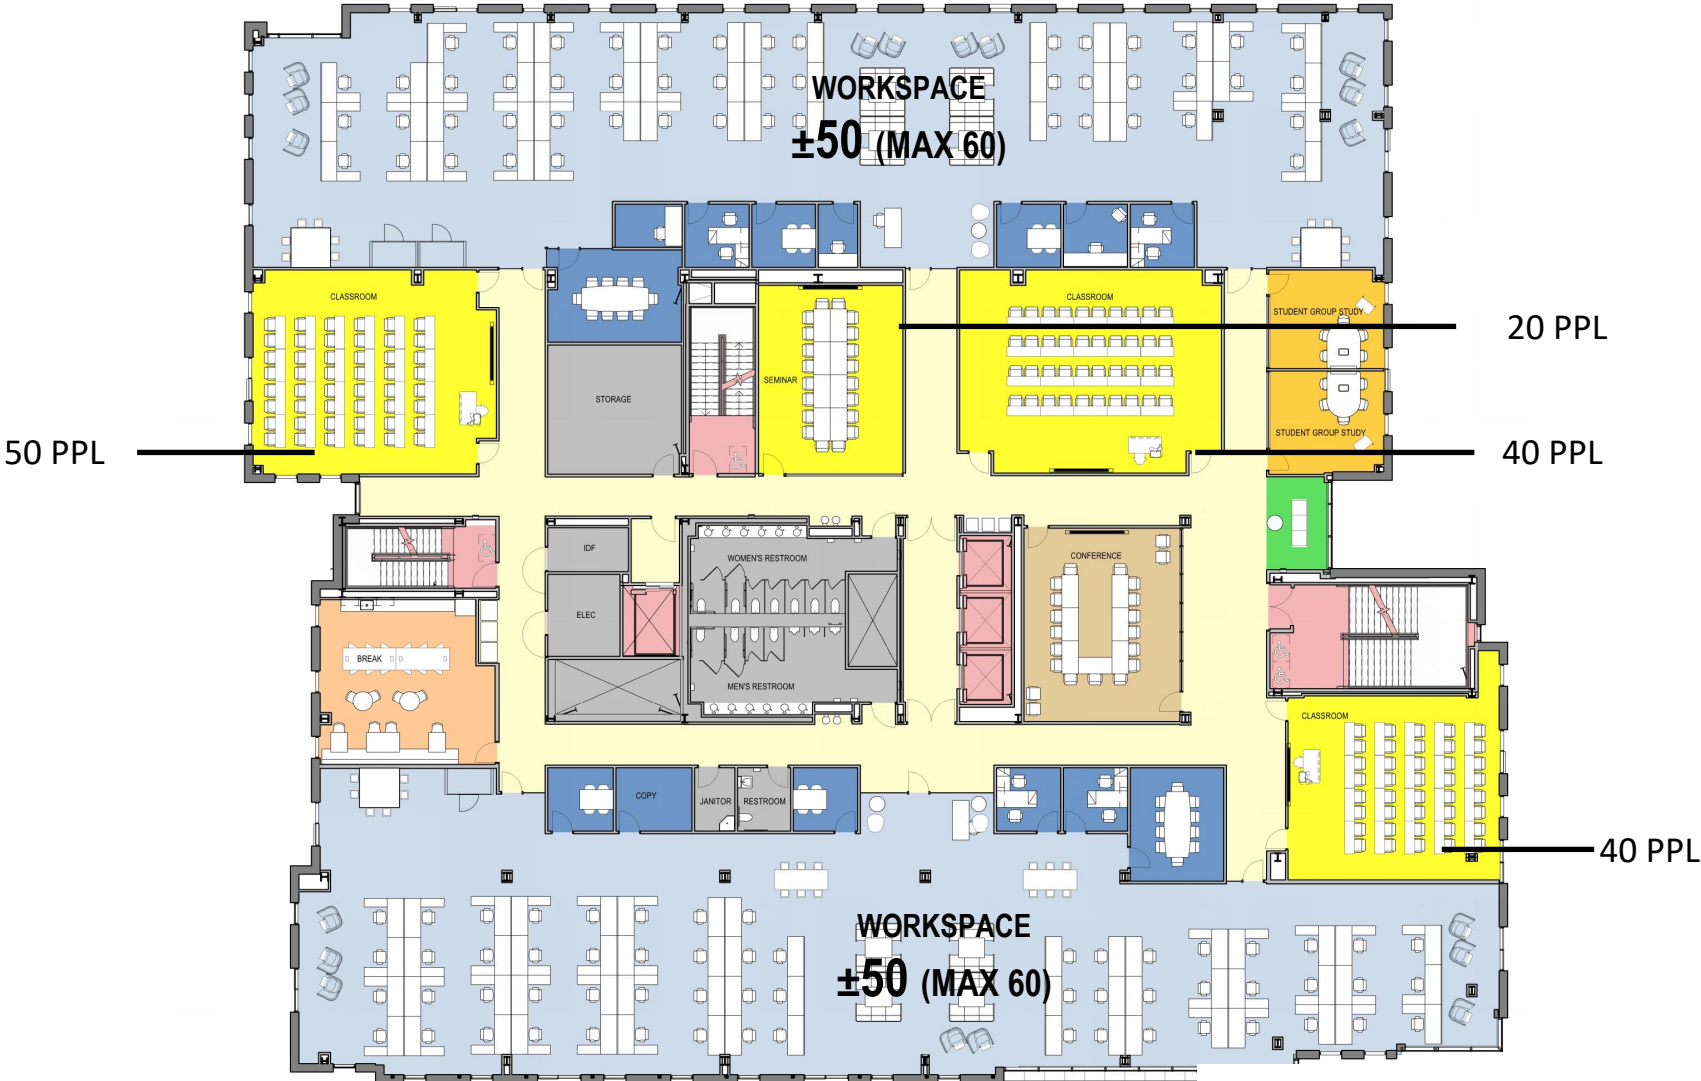 WORKSPACE
±50 (MAX 60)
CLASSROOM
CLASSROOM
STUDENT GROUP STUDY
20 PPL
SEMINAR
STORAGE
STUDENT GROUP STUDY
50 PPL
40 PPL
IDF
WOMEN'S RESTROOM
CONFERENCE
ELEC
BREAK
MEN'S RESTROOM
CLASSROOM
COPY
JANITOR
RESTROOM
40 PPL
WORKSPACE
±50 (MAX 60)